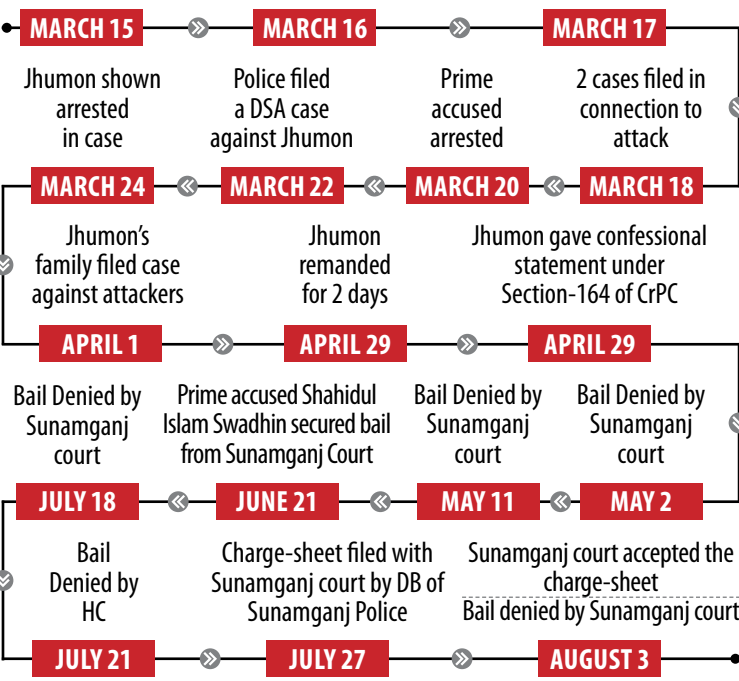 MARCH 15
MARCH 16
MARCH 17
Jhumon shown
arrested
in case
Police filed
a DSA case
against Jhumon
Prime
accused
arrested
2 cases filed in
connection to
attack
MARCH 24
MARCH 22
MARCH 20
MARCH 18
Jhumon's
family filed case
against attackers
Jhumon
remanded
for 2 days
Jhumon gave confessional
statement under
Section-164 of CrPC
APRIL 1
APRIL 29
APRIL 29
Bail Denied by
Sunamganj
court
Prime accused Shahidul
Islam Swadhin secured bail
from Sunamganj Court
Bail Denied by
Sunamganj
court
Bail Denied by
Sunamganj
court
JULY 18
JUNE 21
MAY 11
MAY 2
Bail
Denied by
HC
Charge-sheet filed with
Sunamganj court by DB of
Sunamganj Police
Sunamganj court accepted the
charge-sheet
Bail denied by Sunamganj court
JULY 21
JULY 27
AUGUST 3